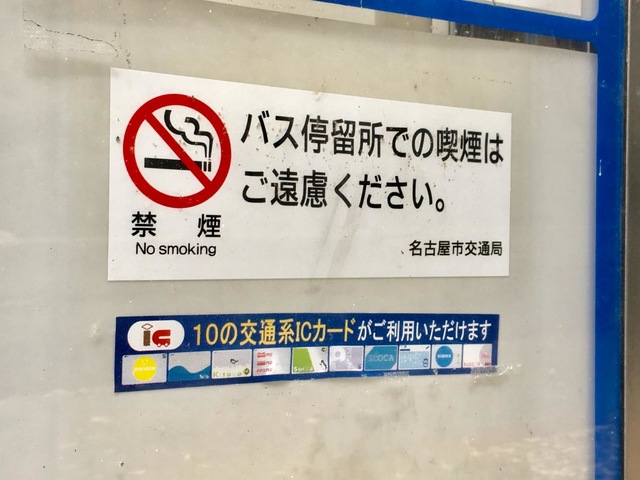 バス停留所での喫煙は
ご遠慮ください。
禁煙
No smoking
名古屋市交通局
10の交通系ICカードがご利用いただけます